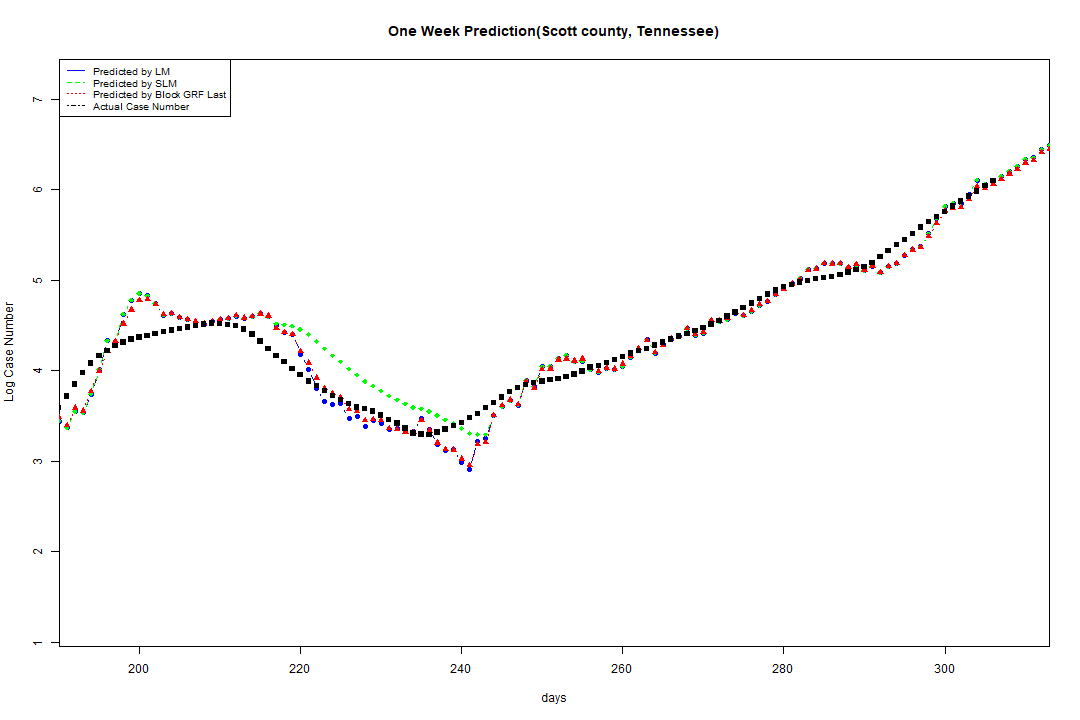 One Week Prediction(Scott county, Tennessee)
Predicted by LM
Predicted by SLM
Predicted by Block GRF Last
Actual Case Number
7
6
5
4
3
2
1
Log Case Number
200 220 240 260 280 300
days